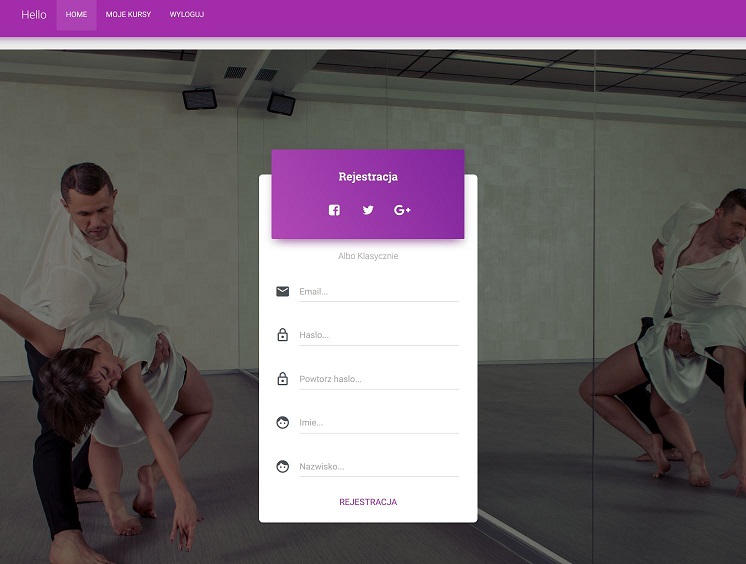 Hello HOME MOJE KURSY WYLOGUJ
Rejestracja
G+
Albo Klasycznie
Email...
Haslo...
Powtorz haslo...
Imie...
Nazwisko...
REJESTRACJA